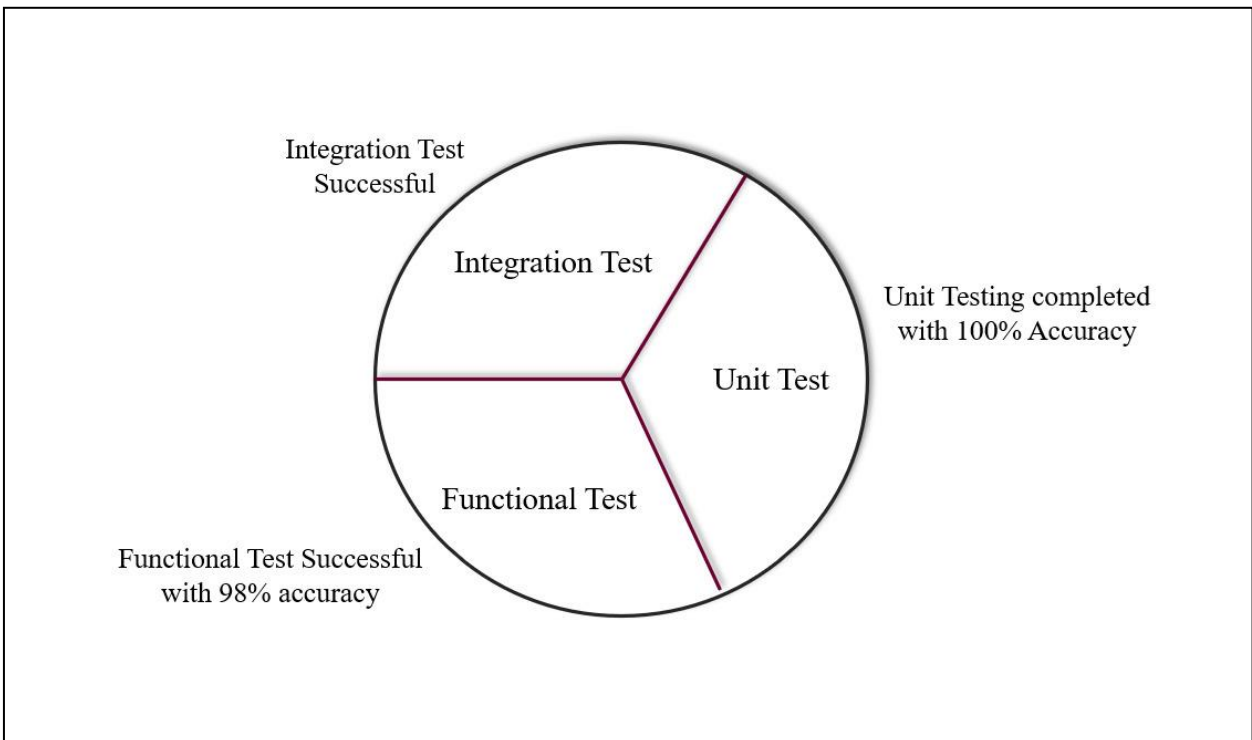 Integration Test
Successful
Integration Test
Unit Testing completed
with 100% Accuracy
Unit Test
Functional Test
Functional Test Successful
with 98% accuracy